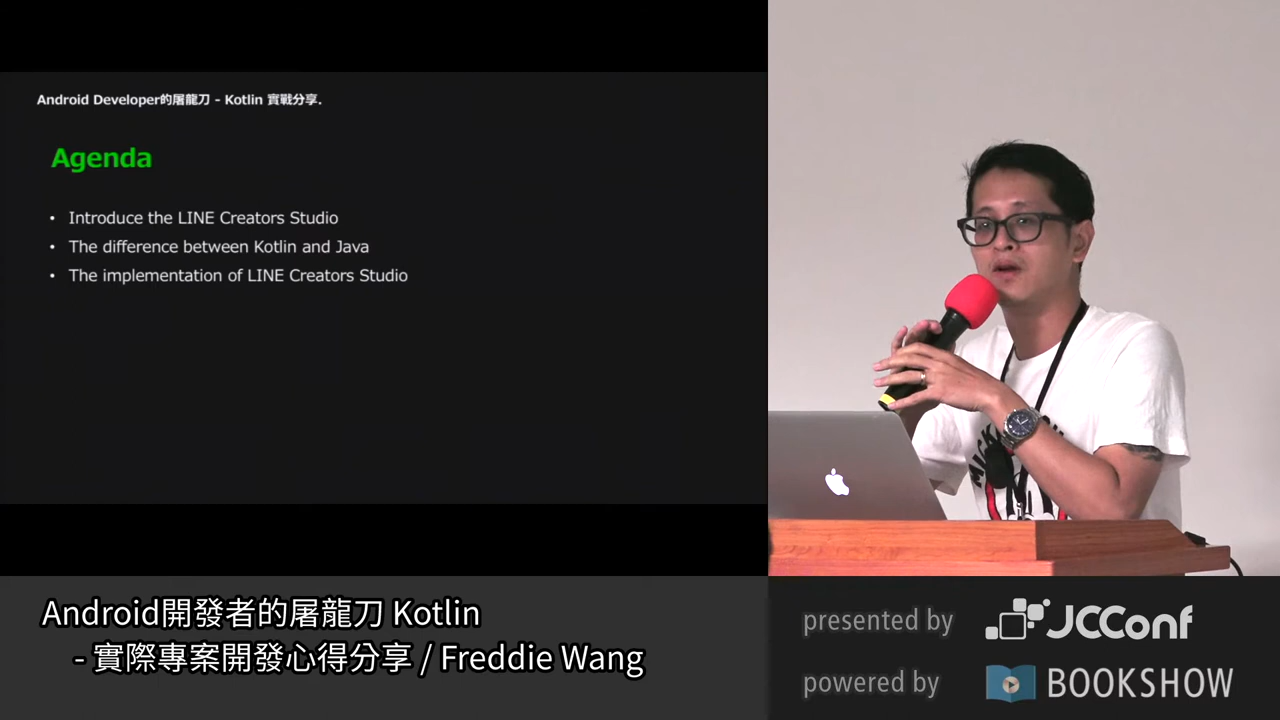 Android Developer的屠龍刀 - Kotlin 實戰分享.
Agenda
• Introduce the LINE Creators Studio
• The difference between Kotlin and Java
• The implementation of LINE Creators Studio
Android開發者的屠龍刀 Kotlin
- 實際專案開發心得分享 / Freddie Wang
presented by JCConf
powered by BOOKSHOW